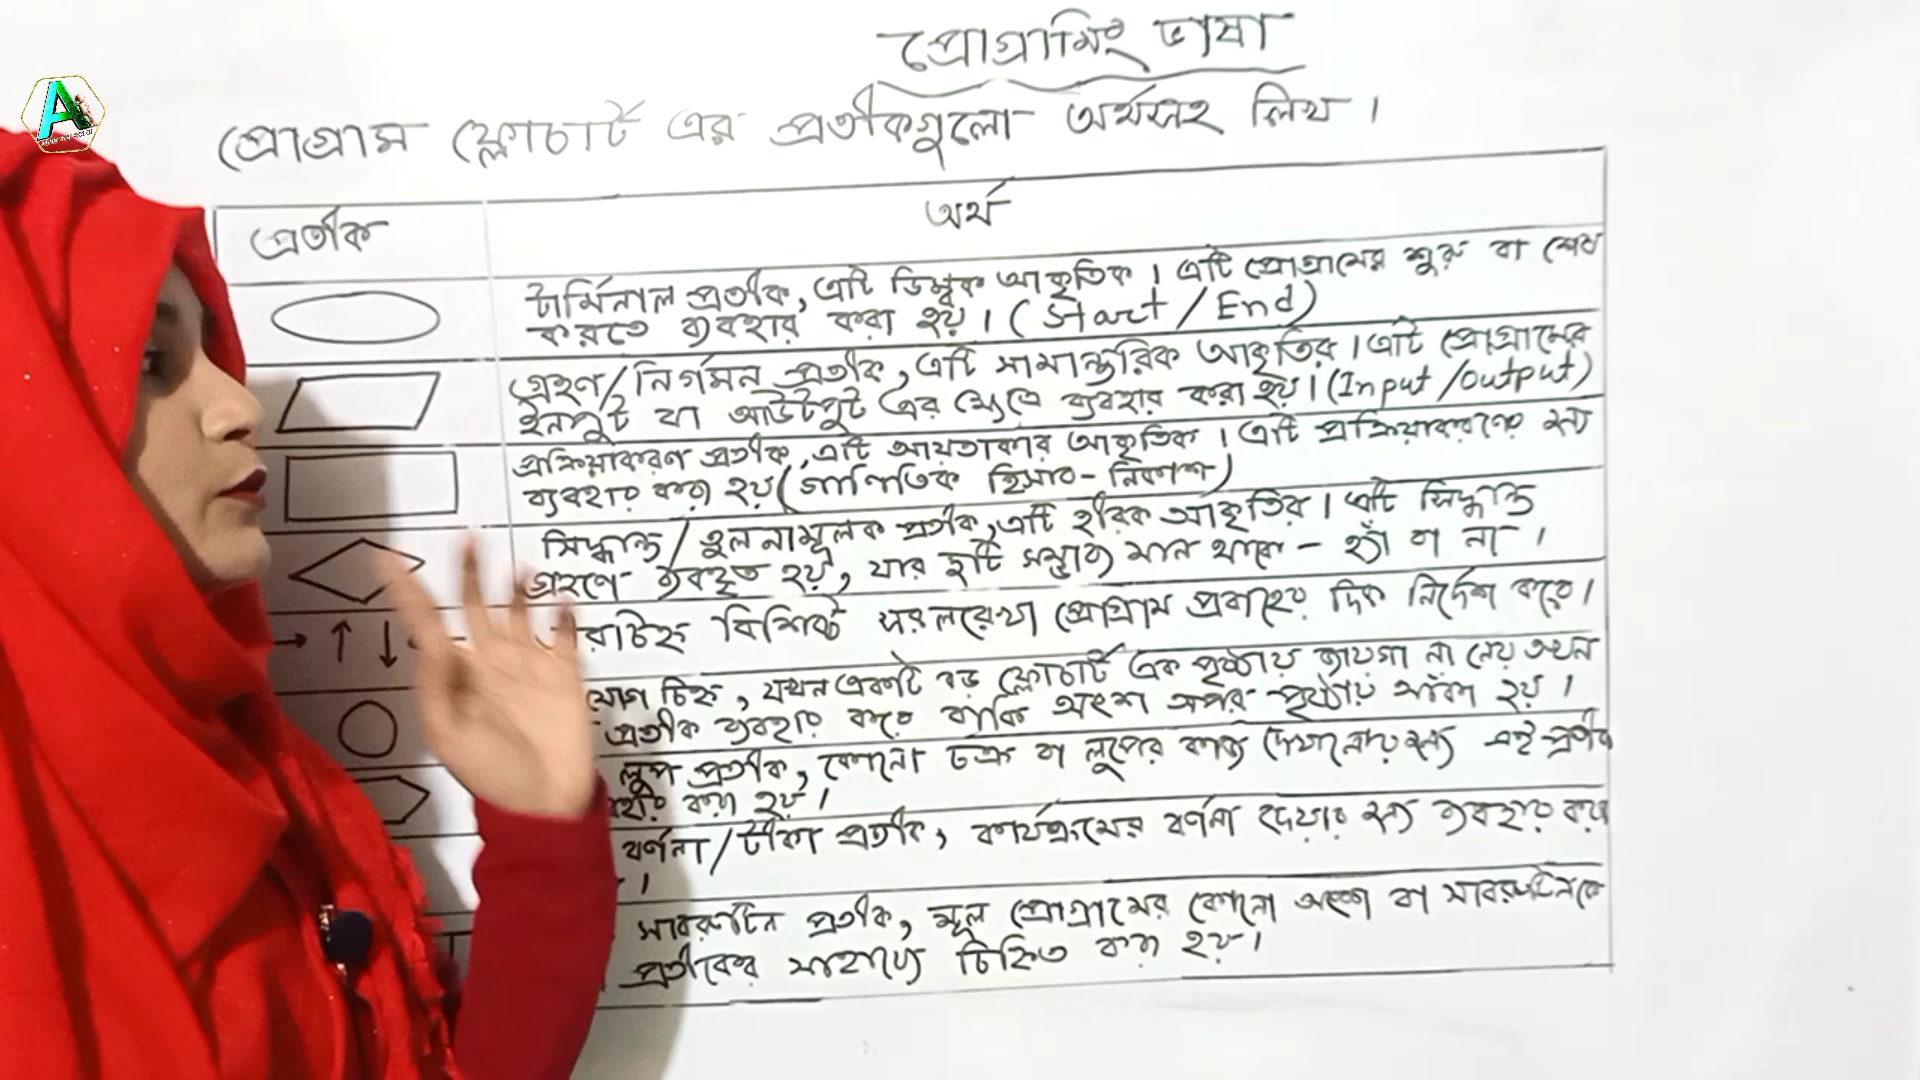 প্রোগ্রামিং ভাষা
প্রোগ্রাম ফ্লোচার্ট এর প্রতীকগুলো অর্থসহ লিখ।
প্রতীক
অর্থ
টার্মিনাল প্রতীক, এটি ডিম্বক আকৃতিক। এটি প্রোগ্রামের শুরু বা শেষ
করতে ব্যবহার করা হয়। (Start/End)
গ্রহণ/নির্গমন প্রতীক, এটি সামান্তরিক আকৃতির। এটি প্রোগ্রামের
ইনপুট বা আউটপুট এর ক্ষেত্রে ব্যবহার করা হয়। (Input/output)
প্রক্রিয়াকরণ প্রতীক, এটি আয়তাকার আকৃতিক। এটি প্রক্রিয়াকরণের জন্য
ব্যবহার করা হয় (গাণিতিক হিসাব-নিকাশ)
সিদ্ধান্ত/তুলনামূলক প্রতীক, এটি হীরক আকৃতির। এটি সিদ্ধান্ত
গ্রহণে ব্যবহৃত হয়, যার দুটি সম্ভাব্য মান থাকে - হ্যাঁ বা না।
বিশিষ্ট সরলরেখা প্রোগ্রাম প্রবাহের দিক নির্দেশ করে।
চিহ্ন, যখন একটি বড় ফ্লোচার্ট এক পৃষ্ঠায় জায়গা না নেয় তখন
প্রতীক ব্যবহার করে বাকি অংশ অপর পৃষ্ঠায় আঁকা হয়।
লুপ প্রতীক, কোনো চক্র বা লুপের কাজ দেখানোর জন্য এই প্রতীক
করা হয়।
বর্ণনা/টীকা প্রতীক, কার্যক্রমের বর্ণনা দেয়ার জন্য ব্যবহার করা
।
সাবরুটিন প্রতীক, মূল প্রোগ্রামের কোনো অংশ বা সাবরুটিনকে
প্রতীকের সাহায্যে চিহ্নিত করা হয়।